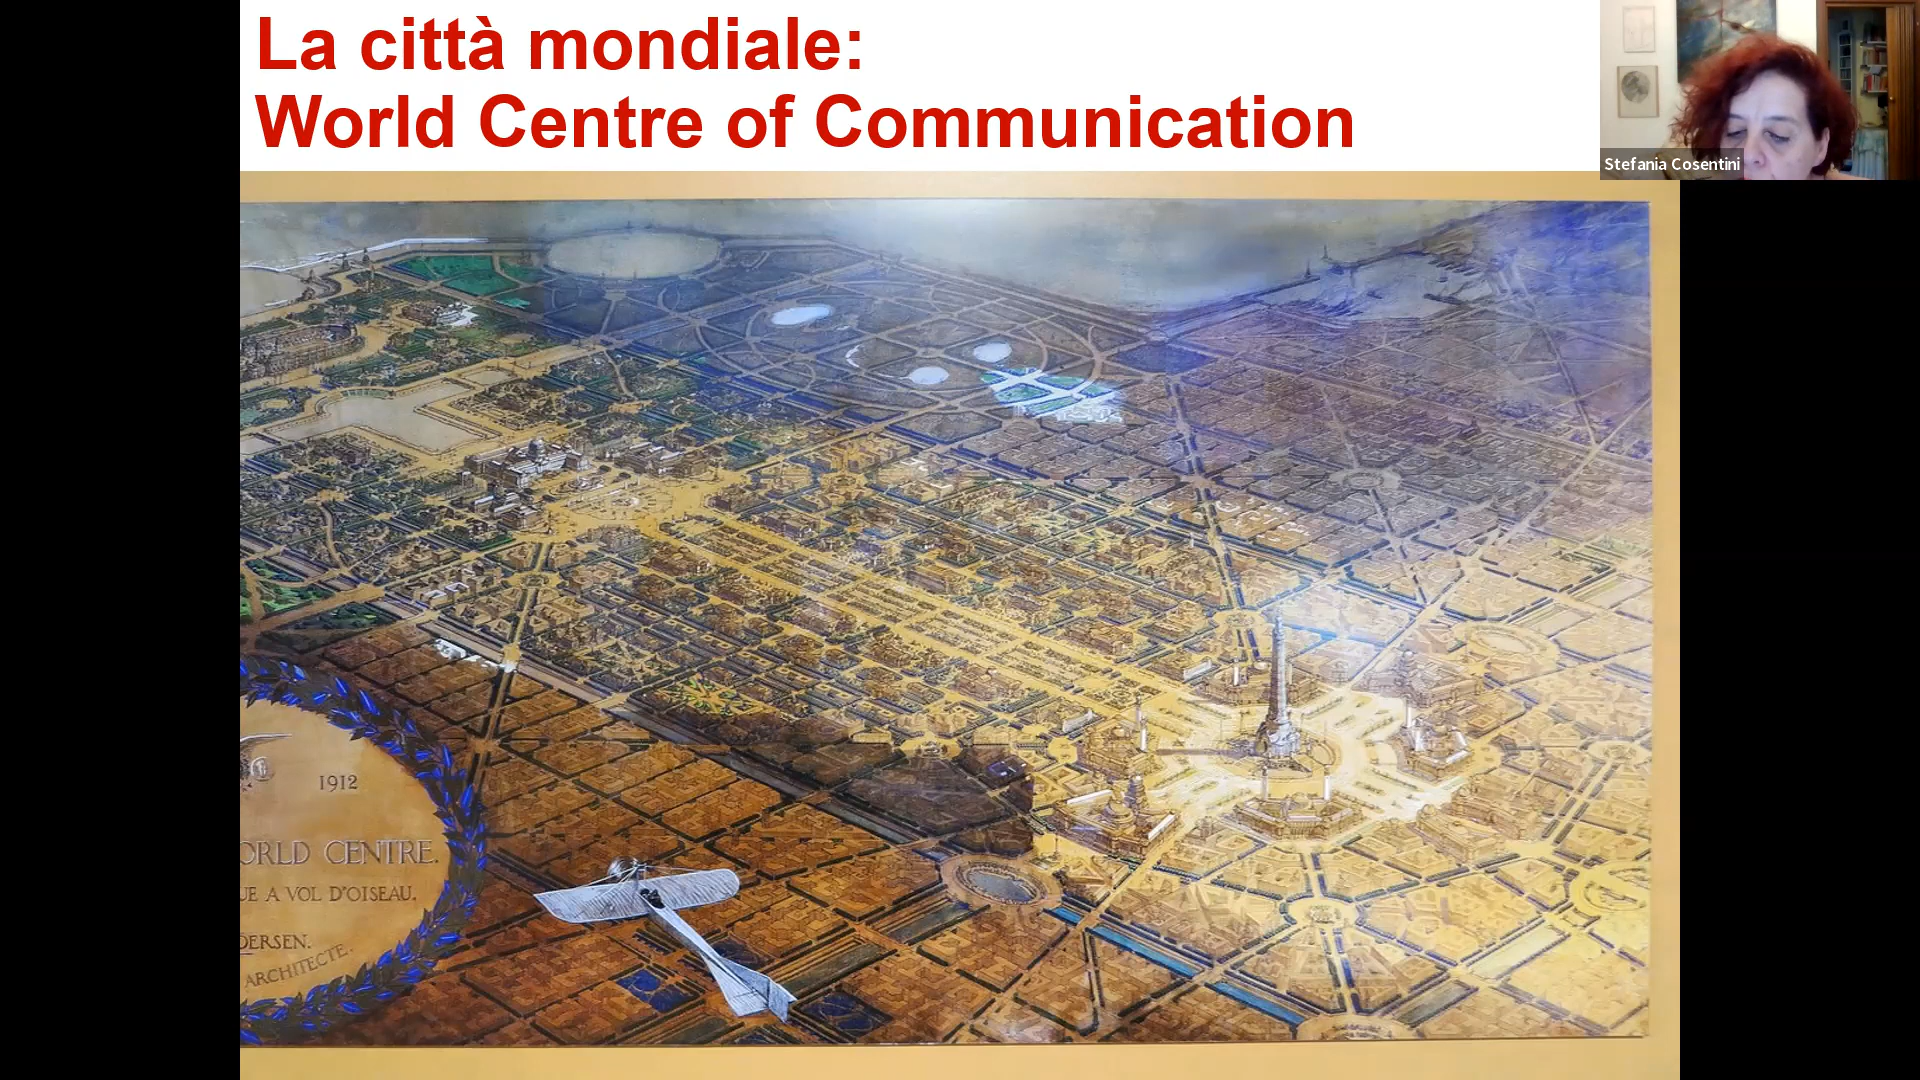 La città mondiale:
World Centre of Communication
Stefania Cosentini
1912
ORLD CENTRE.
UE A VOL D'OISEAU.
DERSEN.
ARCHITECTE.